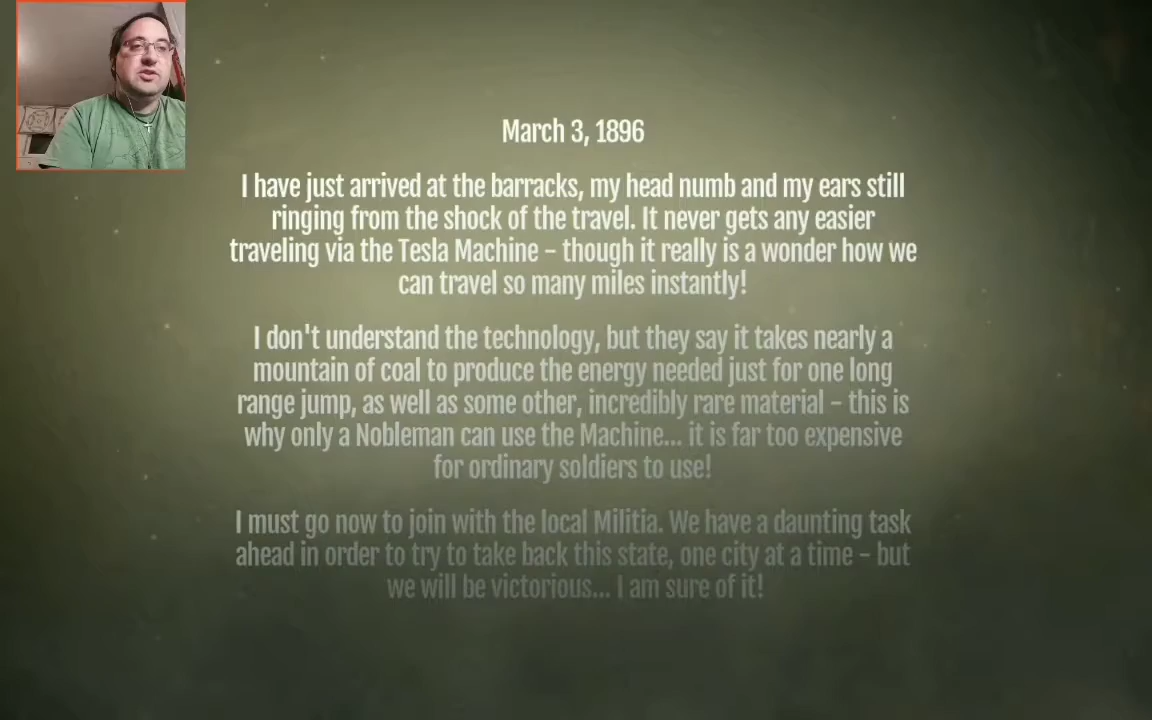 March 3, 1896
I have just arrived at the barracks, my head numb and my ears still
ringing from the shock of the travel. It never gets any easier
traveling via the Tesla Machine - though it really is a wonder how we
can travel so many miles instantly!
I don't understand the technology, but they say it takes nearly a
mountain of coal to produce the energy needed just for one long
range jump, as well as some other, incredibly rare material - this is
why only a Nobleman can use the Machine... it is far too expensive
for ordinary soldiers to use!
I must go now to join with the local Militia. We have a daunting task
ahead in order to try to take back this state, one city at a time - but
we will be victorious... I am sure of it!